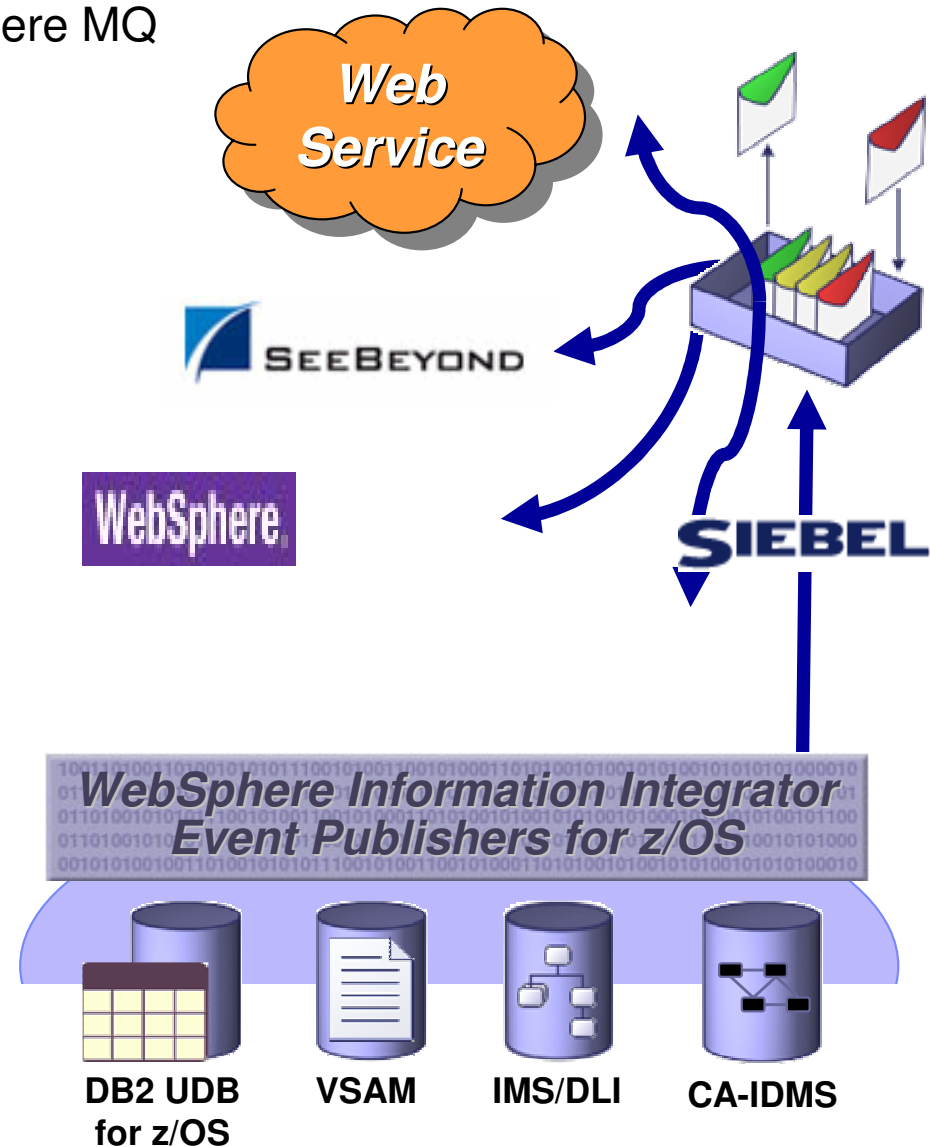 ere MQ
Web
Service
SEEBEYOND
WebSphere.
SIEBEL
WebSphere Information Integrator
Event Publishers for z/OS
DB2 UDB
for z/OS
VSAM
IMS/DLI
CA-IDMS